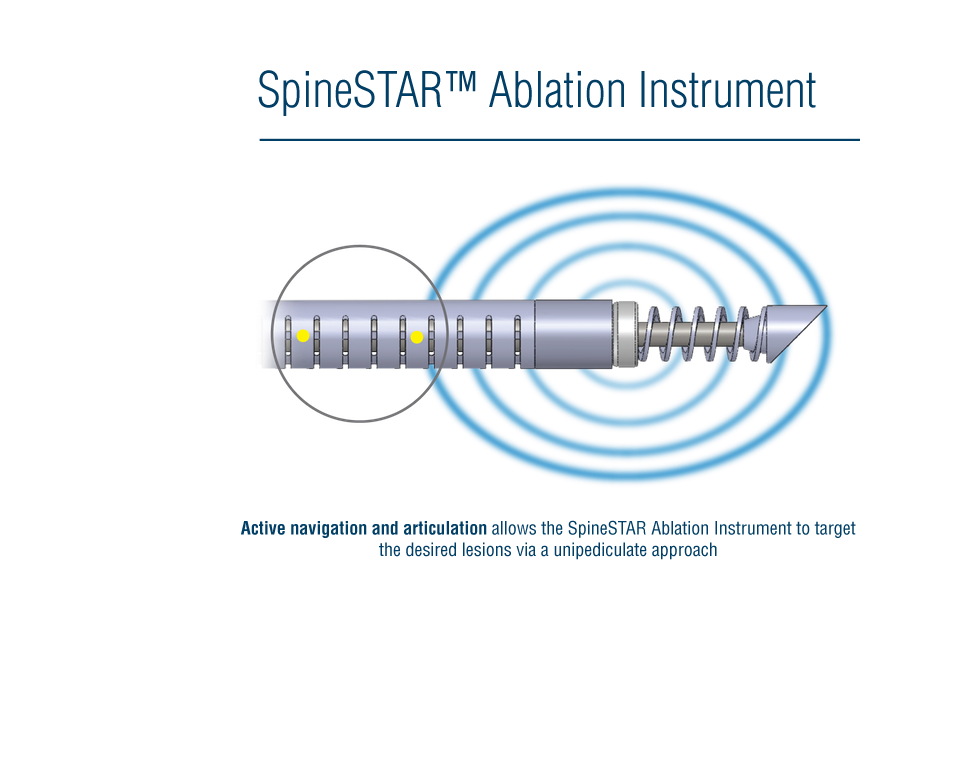 SpineSTAR™ Ablation Instrument
Active navigation and articulation allows the SpineSTAR Ablation Instrument to target
the desired lesions via a unipediculate approach